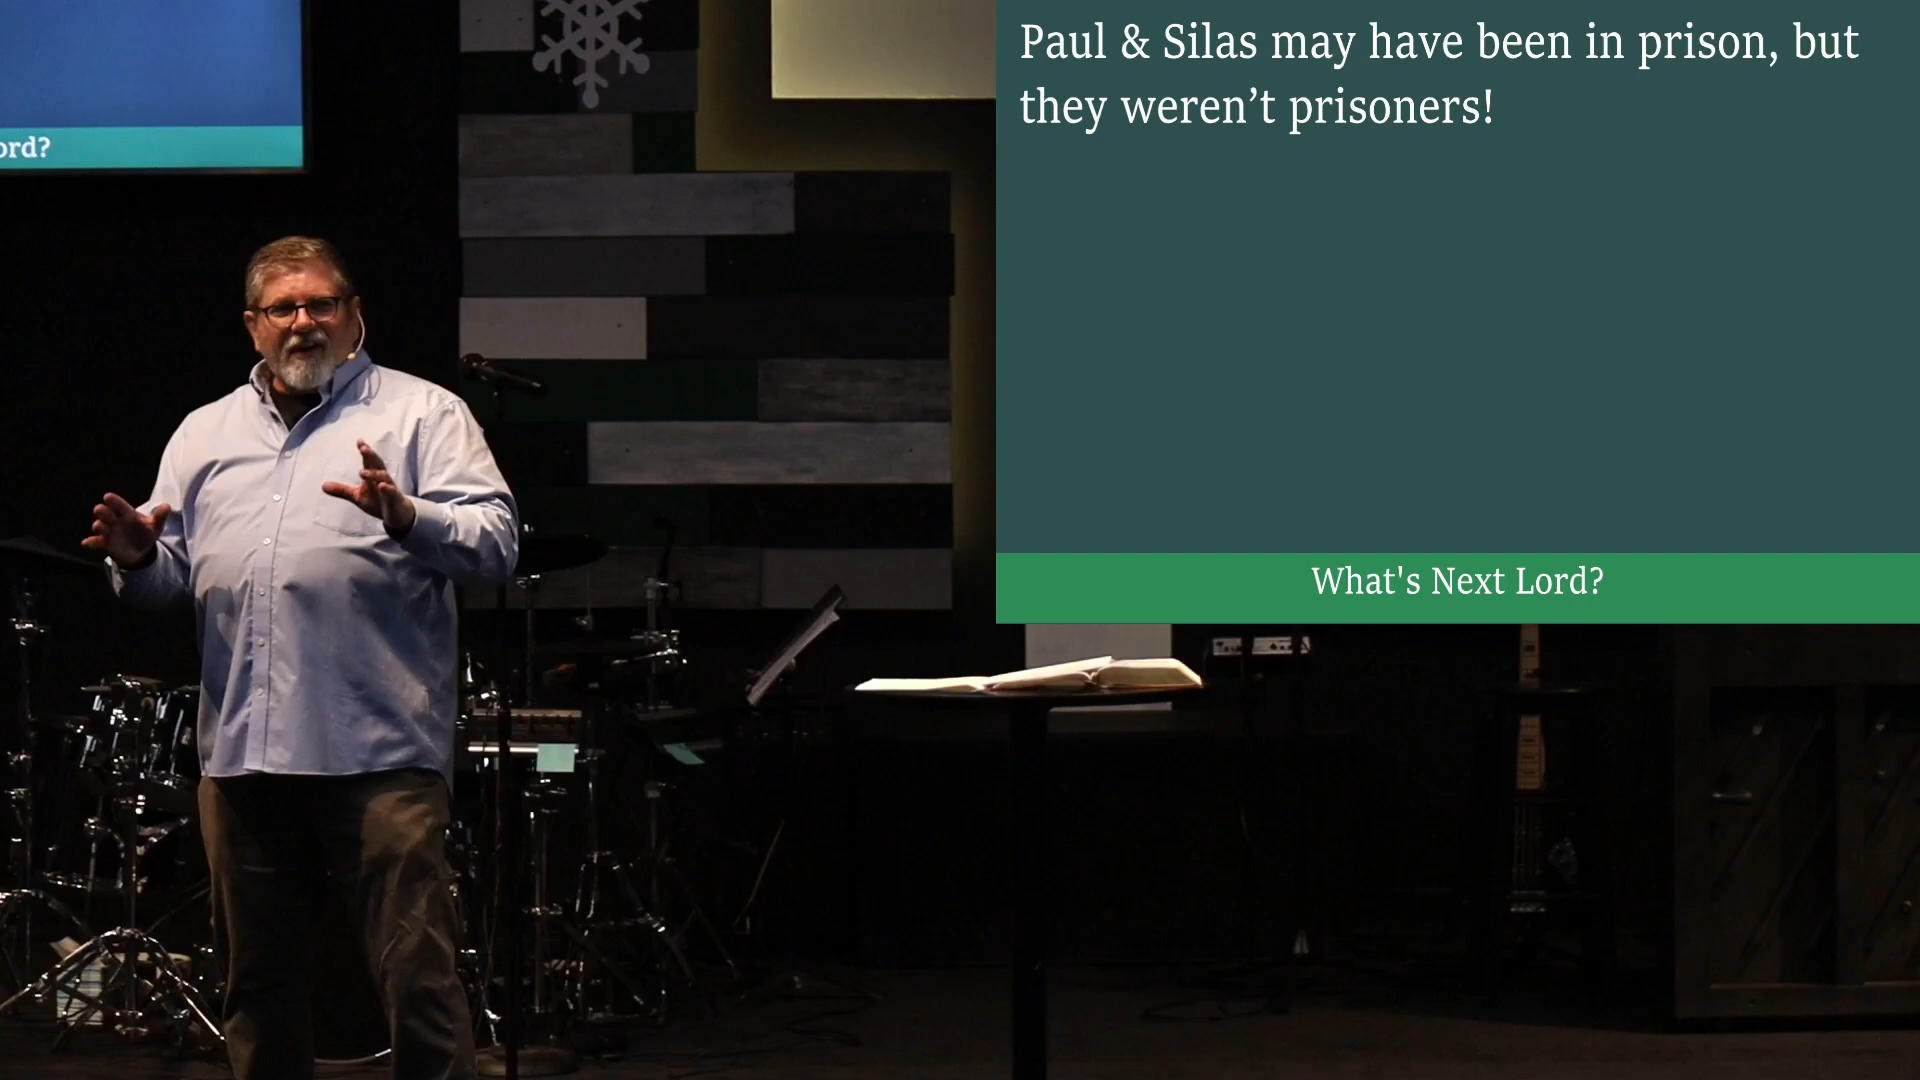 Paul & Silas may have been in prison, but
they weren’t prisoners!
What's Next Lord?
ord?